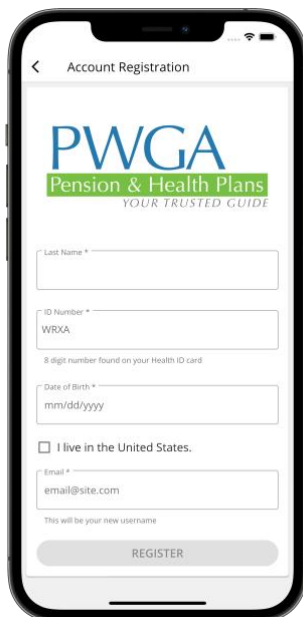 Account Registration
PWGA
Pension & Health Plans
YOUR TRUSTED GUIDE
Last Name *
ID Number *
WRXA
8 digit number found on your Health ID card
Date of Birth *
mm/dd/yyyy
I live in the United States.
Email *
email@site.com
This will be your new username
REGISTER